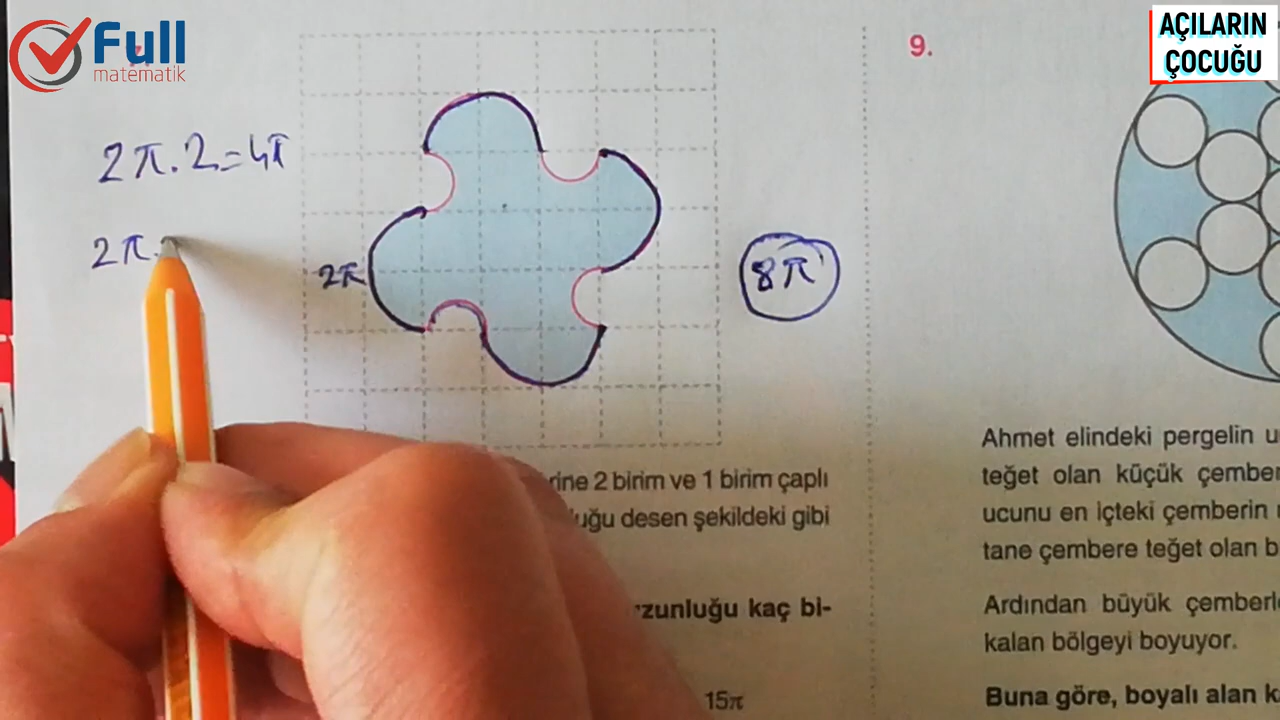 Full
matematik
AÇILARIN
ÇOCUĞU
2π.2=4π
2π.
2π
8π
rine 2 birim ve 1 birim çaplı
uğu desen şekildeki gibi
zunluğu kaç bi-
15π
9.
Ahmet elindeki pergelin
teğet olan küçük çember
ucunu en içteki çemberin
tane çembere teğet olan b
Ardından büyük çemberle
kalan bölgeyi boyuyor.
Buna göre, boyalı alan k